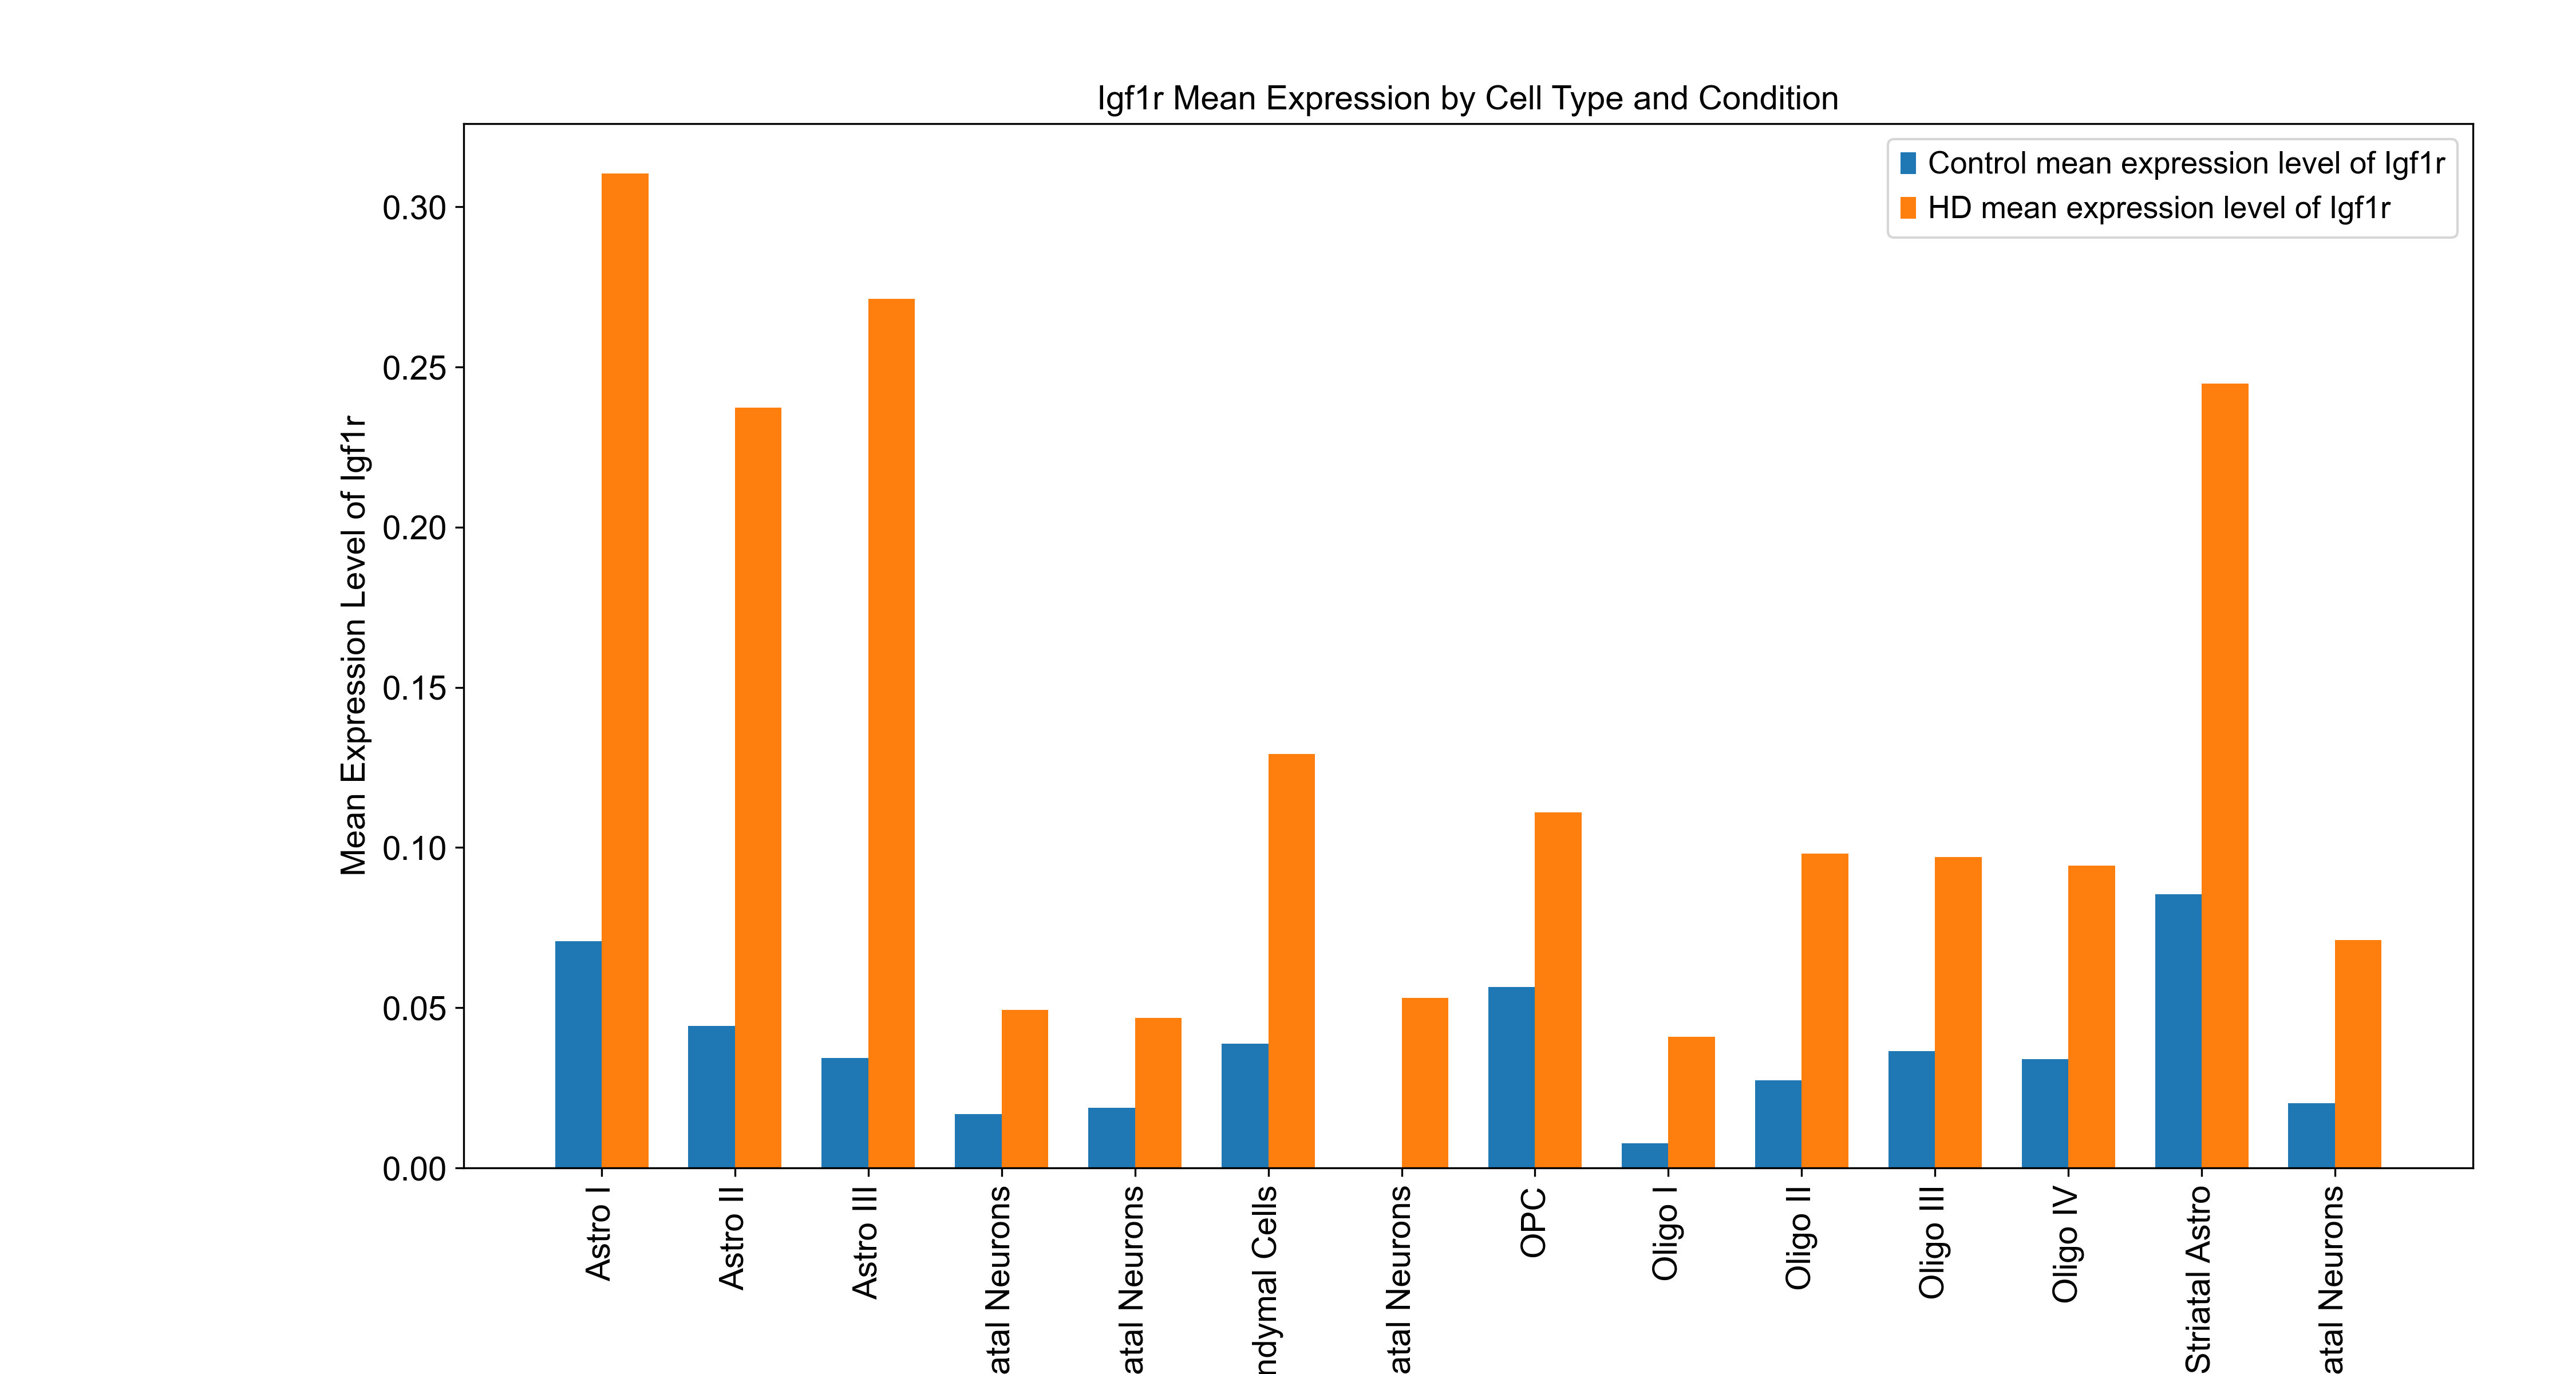 Igf1r Mean Expression by Cell Type and Condition
Control mean expression level of Igf1r
HD mean expression level of Igf1r
Mean Expression Level of Igf1r
0.30
0.25
0.20
0.15
0.10
0.05
0.00
Astro I
Astro II
Astro III
atal Neurons
atal Neurons
ndymal Cells
atal Neurons
OPC
Oligo I
Oligo II
Oligo III
Oligo IV
Striatal Astro
atal Neurons